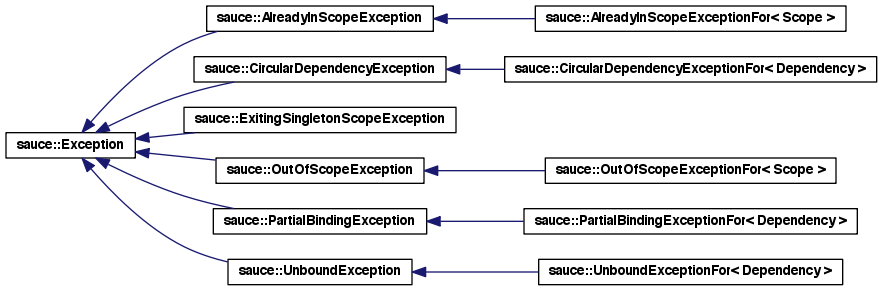 sauce::AlreadyInScopeException
sauce::AlreadyInScopeExceptionFor< Scope >
sauce::CircularDependencyException
sauce::CircularDependencyExceptionFor< Dependency >
sauce::ExitingSingletonScopeException
sauce::Exception
sauce::OutOfScopeException
sauce::OutOfScopeExceptionFor< Scope >
sauce::PartialBindingException
sauce::PartialBindingExceptionFor< Dependency >
sauce::UnboundException
sauce::UnboundExceptionFor< Dependency >